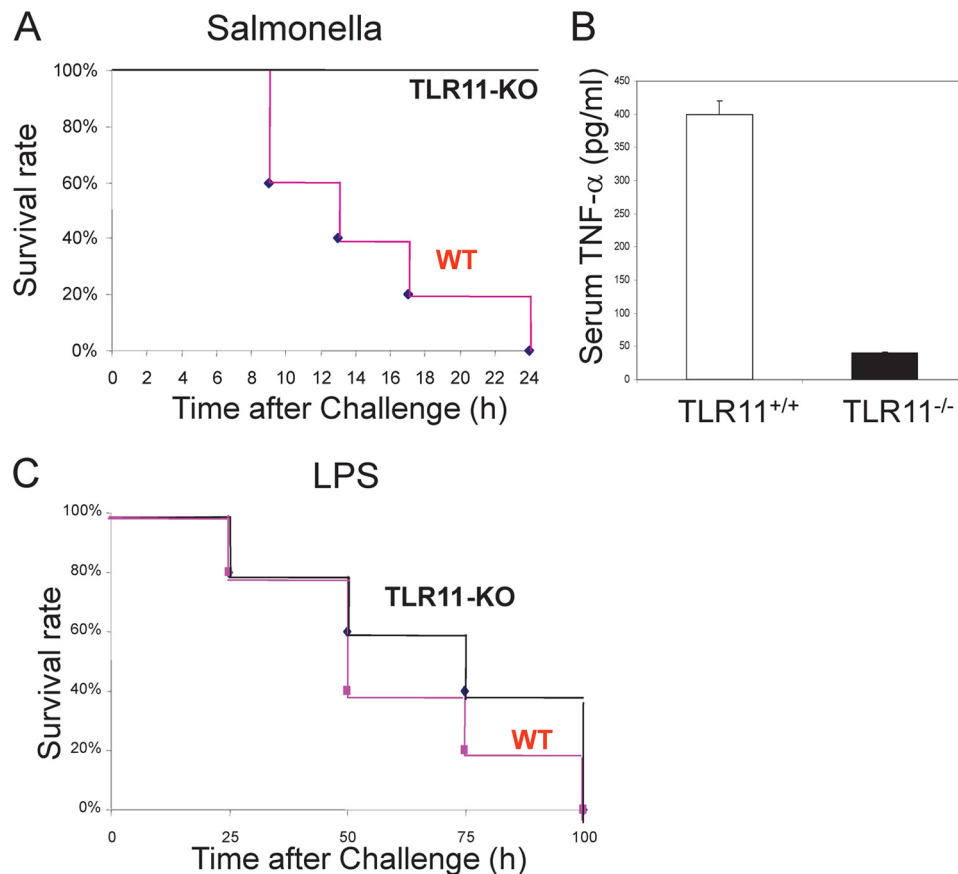 A
Salmonella
100%
80%
60%
40%
20%
0%
Survival rate
TLR11-KO
WT
0 2 4 6 8 10 12 14 16 18 20 22 24
Time after Challenge (h)
B
450
400
350
300
250
200
150
100
50
0
Serum TNF-α (pg/ml)
TLR11+/+ TLR11-/-
C
LPS
100%
80%
60%
40%
20%
0%
Survival rate
TLR11-KO
WT
0 25 50 75 100
Time after Challenge (h)